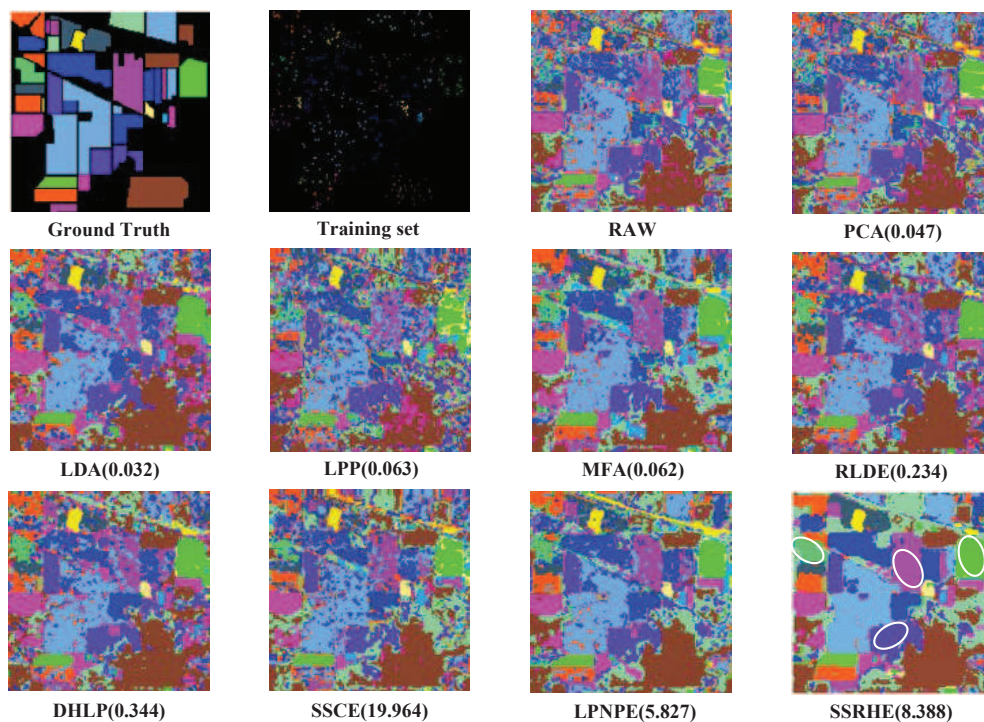 Ground Truth
Training set
RAW
PCA(0.047)
LDA(0.032)
LPP(0.063)
MFA(0.062)
RLDE(0.234)
DHLP(0.344)
SSCE(19.964)
LPNPE(5.827)
SSRHE(8.388)